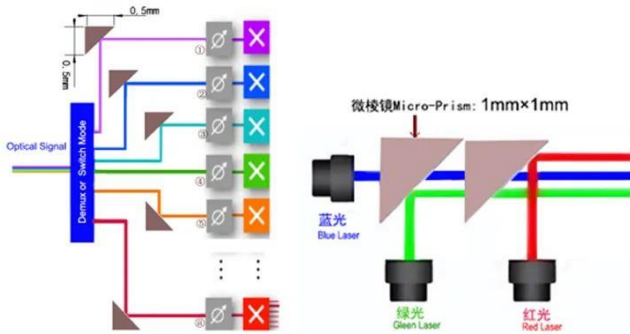 0.5mm
0.5mm
①
②
③
④
⑤
⑥
Optical Signal
Demux or Switch Mode
微棱镜Micro-Prism: 1mm×1mm
蓝光
Blue Laser
绿光
Gleen Laser
红光
Red Laser